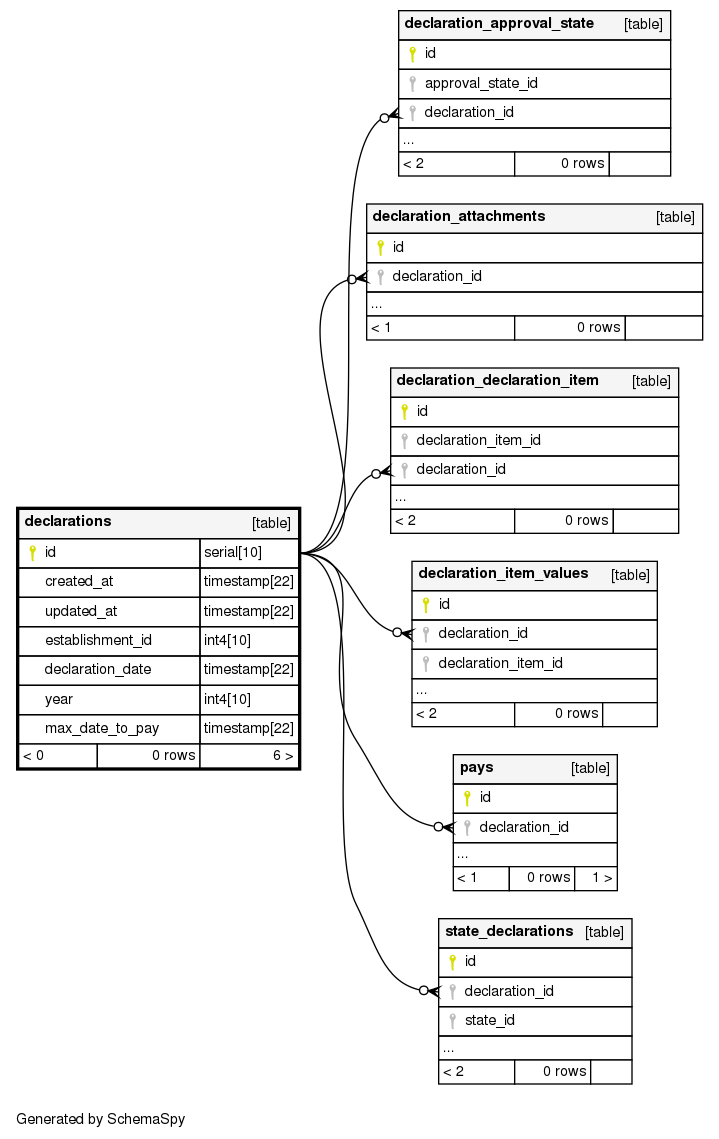 declaration_approval_state [table]
id
approval_state_id
declaration_id
...
< 2 0 rows
declaration_attachments [table]
id
declaration_id
...
< 1 0 rows
declaration_declaration_item [table]
id
declaration_item_id
declaration_id
...
< 2 0 rows
declarations [table]
id serial[10]
created_at timestamp[22]
updated_at timestamp[22]
establishment_id int4[10]
declaration_date timestamp[22]
year int4[10]
max_date_to_pay timestamp[22]
< 0 0 rows 6 >
declaration_item_values [table]
id
declaration_id
declaration_item_id
...
< 2 0 rows
pays [table]
id
declaration_id
...
< 1 0 rows 1 >
state_declarations [table]
id
declaration_id
state_id
...
< 2 0 rows
Generated by SchemaSpy